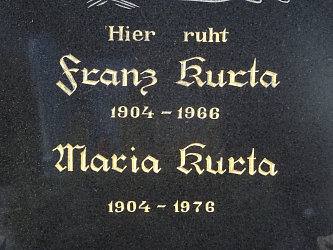 Hier ruht
Franz Kurta
1904 - 1966
Maria Kurta
1904 - 1976